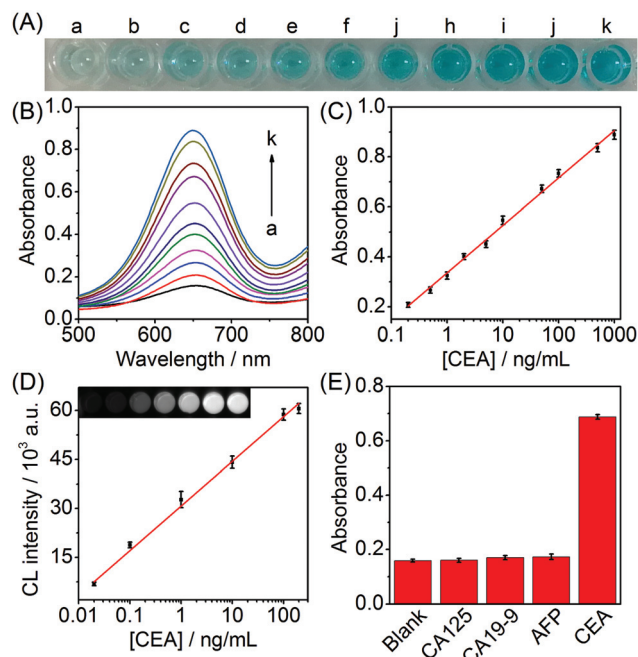 (A)
a b c d e f j h i j k
(B)
Absorbance
1.0
0.8
0.6
0.4
0.2
0.0
k
a
500 600 700 800
Wavelength / nm
(C)
Absorbance
0.8
0.6
0.4
0.2
0.1 1 10 100 1000
[CEA] / ng/mL
(D)
CL intensity / 10³ a.u.
60
45
30
15
0.01 0.1 1 10 100
[CEA] / ng/mL
(E)
Absorbance
0.8
0.6
0.4
0.2
0.0
Blank CA125 CA19-9 AFP CEA